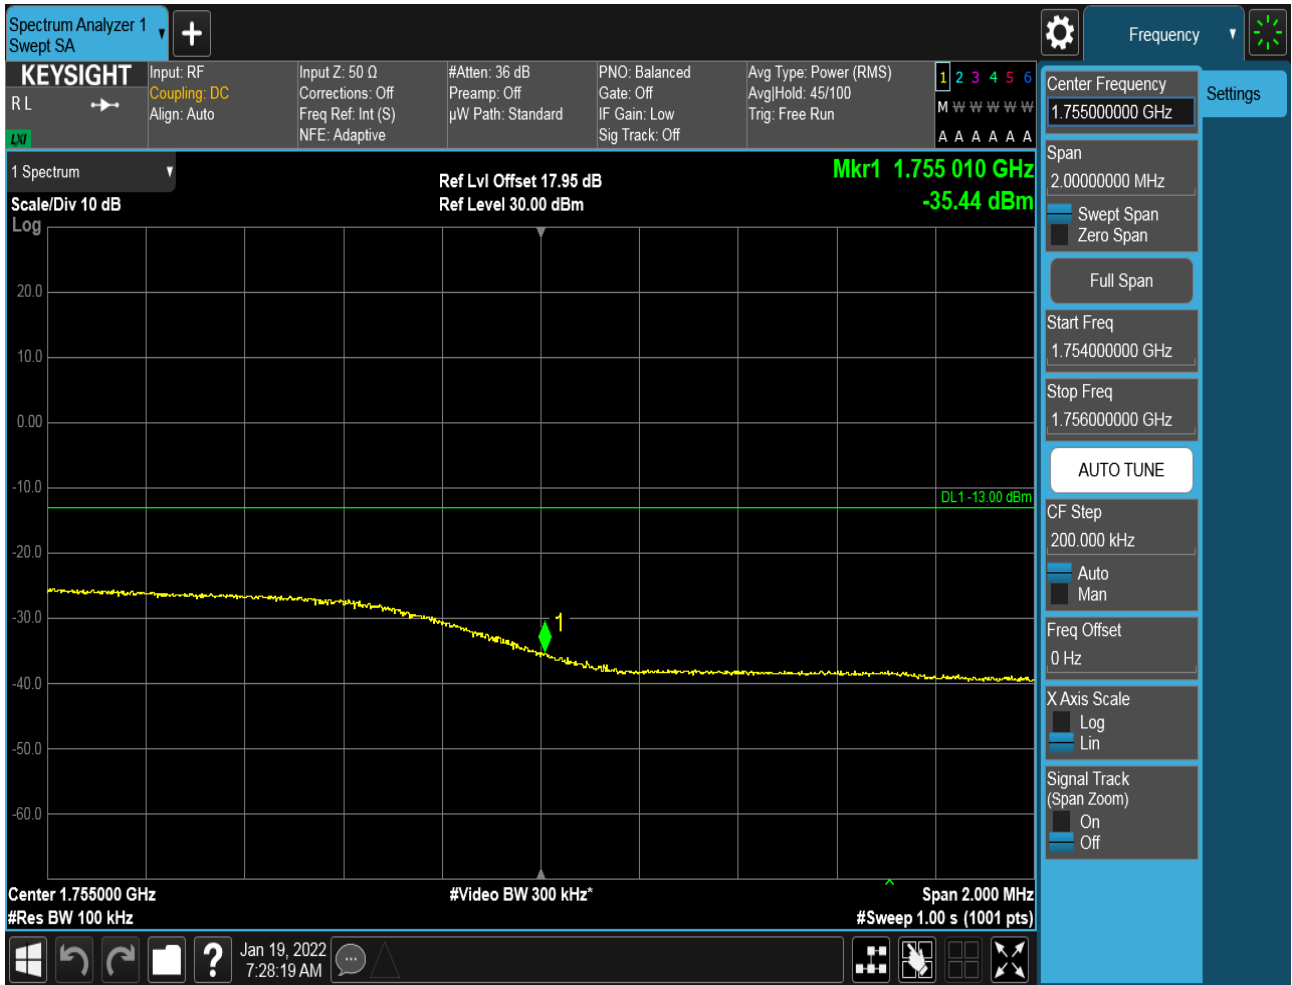 Spectrum Analyzer 1
Swept SA
Frequency
KEYSIGHT
R L
LXI
Input: RF
Coupling: DC
Align: Auto
Input Z: 50 Ω
Corrections: Off
Freq Ref: Int (S)
NFE: Adaptive
#Atten: 36 dB
Preamp: Off
µW Path: Standard
PNO: Balanced
Gate: Off
IF Gain: Low
Sig Track: Off
Avg Type: Power (RMS)
Avg|Hold: 45/100
Trig: Free Run
1 2 3 4 5 6
M W W W W W
A A A A A A
1 Spectrum
Scale/Div 10 dB
Log
Ref Lvl Offset 17.95 dB
Ref Level 30.00 dBm
Mkr1 1.755 010 GHz
-35.44 dBm
20.0
10.0
0.00
-10.0
DL1 -13.00 dBm
-20.0
-30.0
1
-40.0
-50.0
-60.0
Center 1.755000 GHz
#Res BW 100 kHz
#Video BW 300 kHz*
Span 2.000 MHz
#Sweep 1.00 s (1001 pts)
?
Jan 19, 2022
7:28:19 AM
Center Frequency
1.755000000 GHz
Settings
Span
2.00000000 MHz
Swept Span
Zero Span
Full Span
Start Freq
1.754000000 GHz
Stop Freq
1.756000000 GHz
AUTO TUNE
CF Step
200.000 kHz
Auto
Man
Freq Offset
0 Hz
X Axis Scale
Log
Lin
Signal Track
(Span Zoom)
On
Off